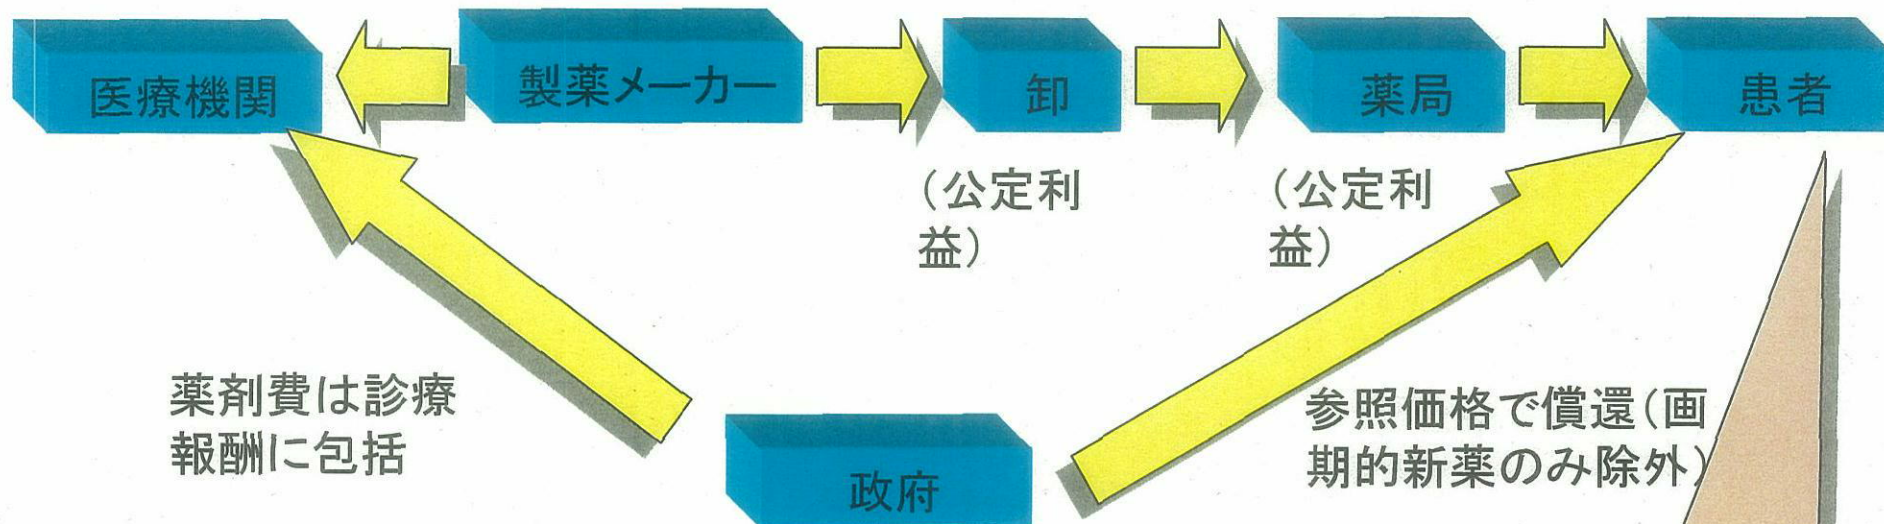 医療機関
製薬メーカー
卸
薬局
患者
（公定利
益）
（公定利
益）
薬剤費は診療
報酬に包括
参照価格で償還（画
期的新薬のみ除外）
政府